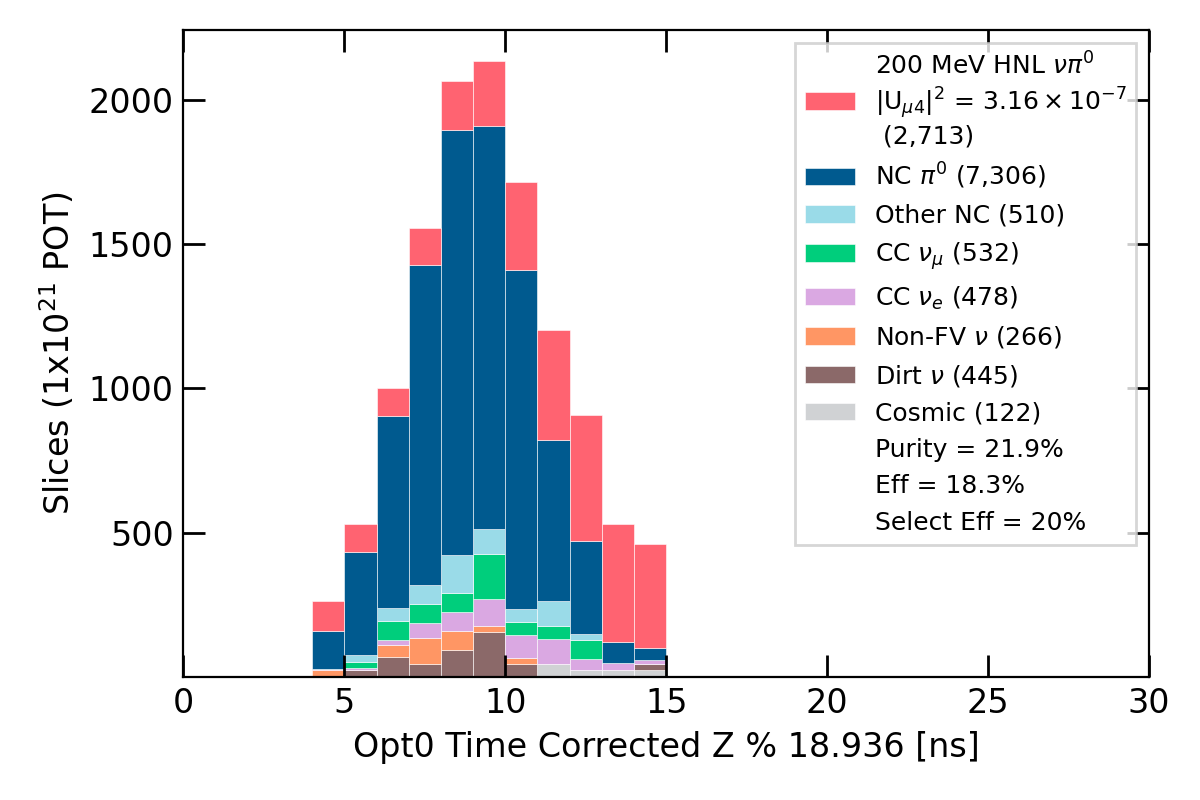 200 MeV HNL νπ⁰
|U_μ4|² = 3.16 × 10⁻⁷
(2,713)
NC π⁰ (7,306)
Other NC (510)
CC ν_μ (532)
CC ν_e (478)
Non-FV ν (266)
Dirt ν (445)
Cosmic (122)
Purity = 21.9%
Eff = 18.3%
Select Eff = 20%
Slices (1x10²¹ POT)
2000
1500
1000
500
0 5 10 15 20 25 30
Opt0 Time Corrected Z % 18.936 [ns]